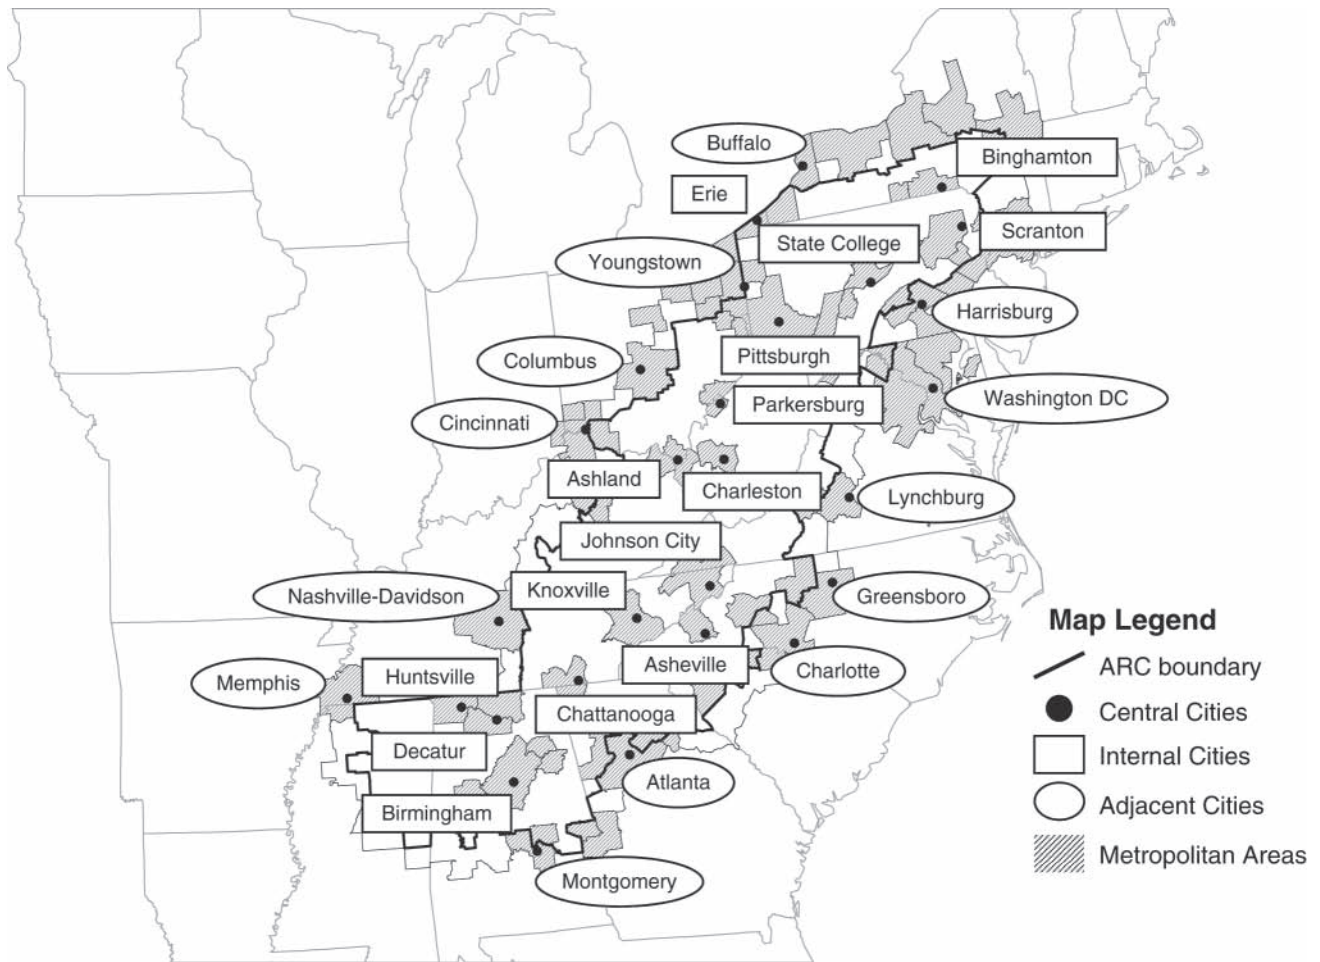 Buffalo
Binghamton
Erie
State College
Scranton
Youngstown
Harrisburg
Columbus
Pittsburgh
Washington DC
Parkersburg
Cincinnati
Ashland
Charleston
Lynchburg
Johnson City
Nashville-Davidson
Knoxville
Greensboro
Memphis
Huntsville
Asheville
Charlotte
Chattanooga
Decatur
Atlanta
Birmingham
Montgomery
Map Legend
ARC boundary
Central Cities
Internal Cities
Adjacent Cities
Metropolitan Areas